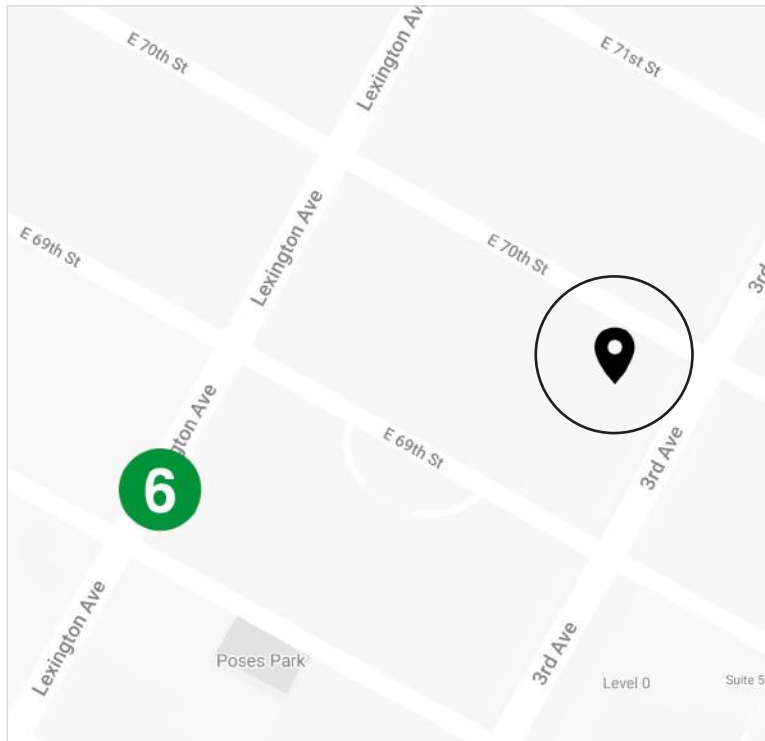 E 70th St
Lexington Av
E 71st St
Lexington Ave
E 69th St
E 70th St
3rd
gton Ave
E 69th St
3rd Ave
6
Lexington Ave
3rd Ave
Poses Park
Level 0
Suite 5